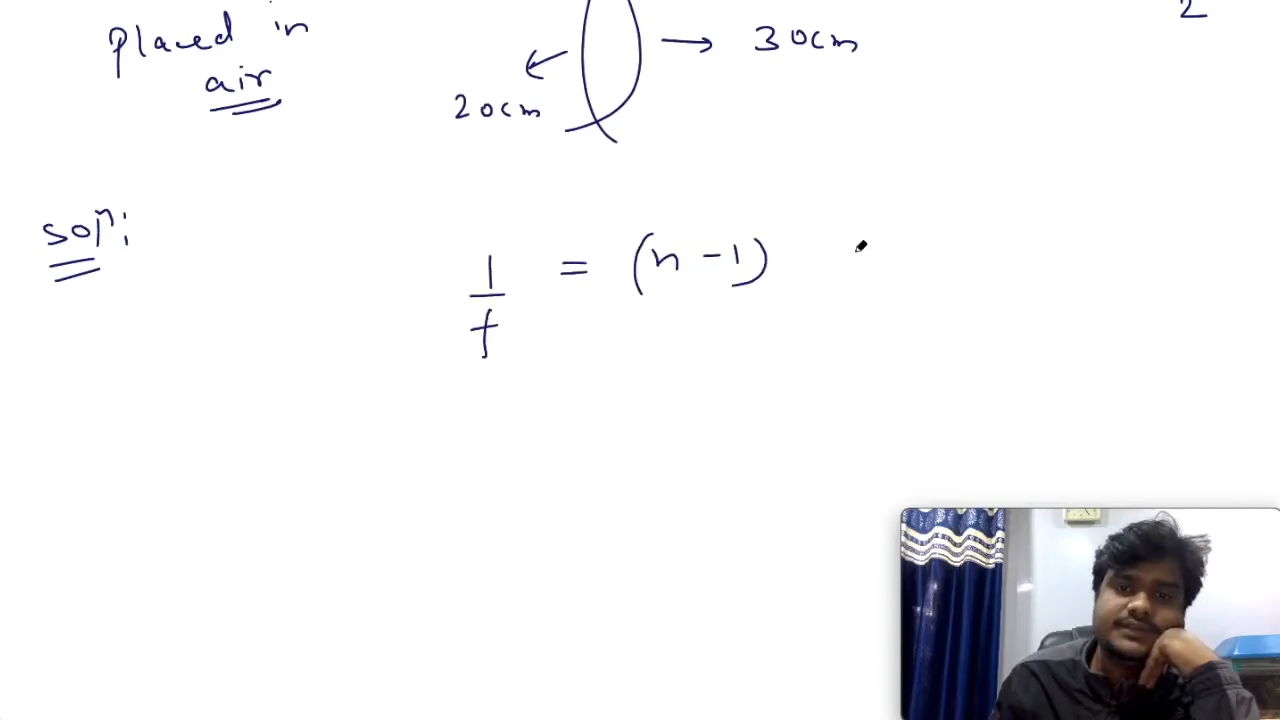 Placed in
air
20cm
30cm
2
Solⁿ:
1/f = (n - 1)